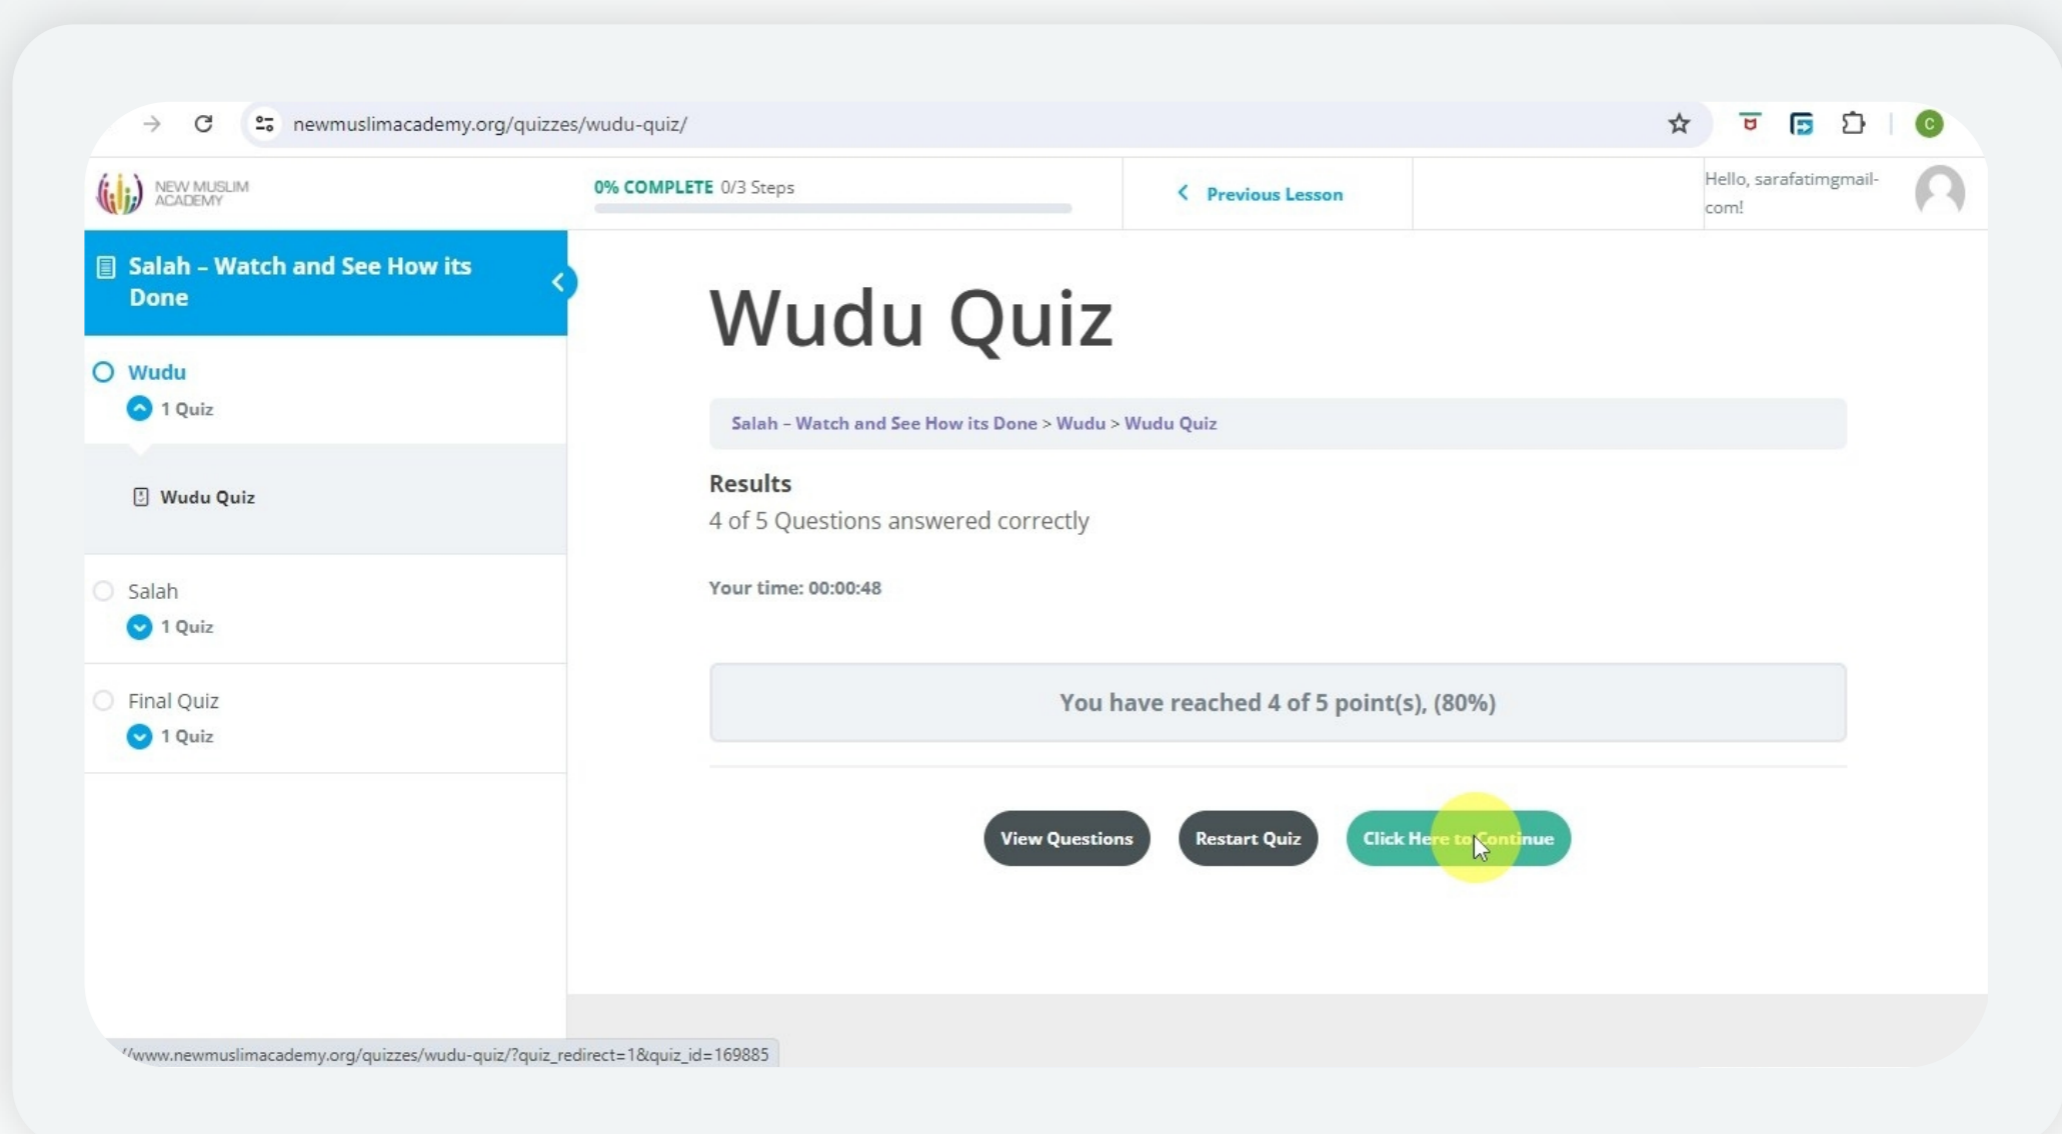 newmuslimacademy.org/quizzes/wudu-quiz/
C
NEW MUSLIM
ACADEMY
0% COMPLETE 0/3 Steps
Previous Lesson
Hello, sarafatimgmail-
com!
Salah – Watch and See How its
Done
Wudu
1 Quiz
Wudu Quiz
Salah
1 Quiz
Final Quiz
1 Quiz
Wudu Quiz
Salah – Watch and See How its Done > Wudu > Wudu Quiz
Results
4 of 5 Questions answered correctly
Your time: 00:00:48
You have reached 4 of 5 point(s), (80%)
View Questions
Restart Quiz
Click Here to Continue
//www.newmuslimacademy.org/quizzes/wudu-quiz/?quiz_redirect=1&quiz_id=169885